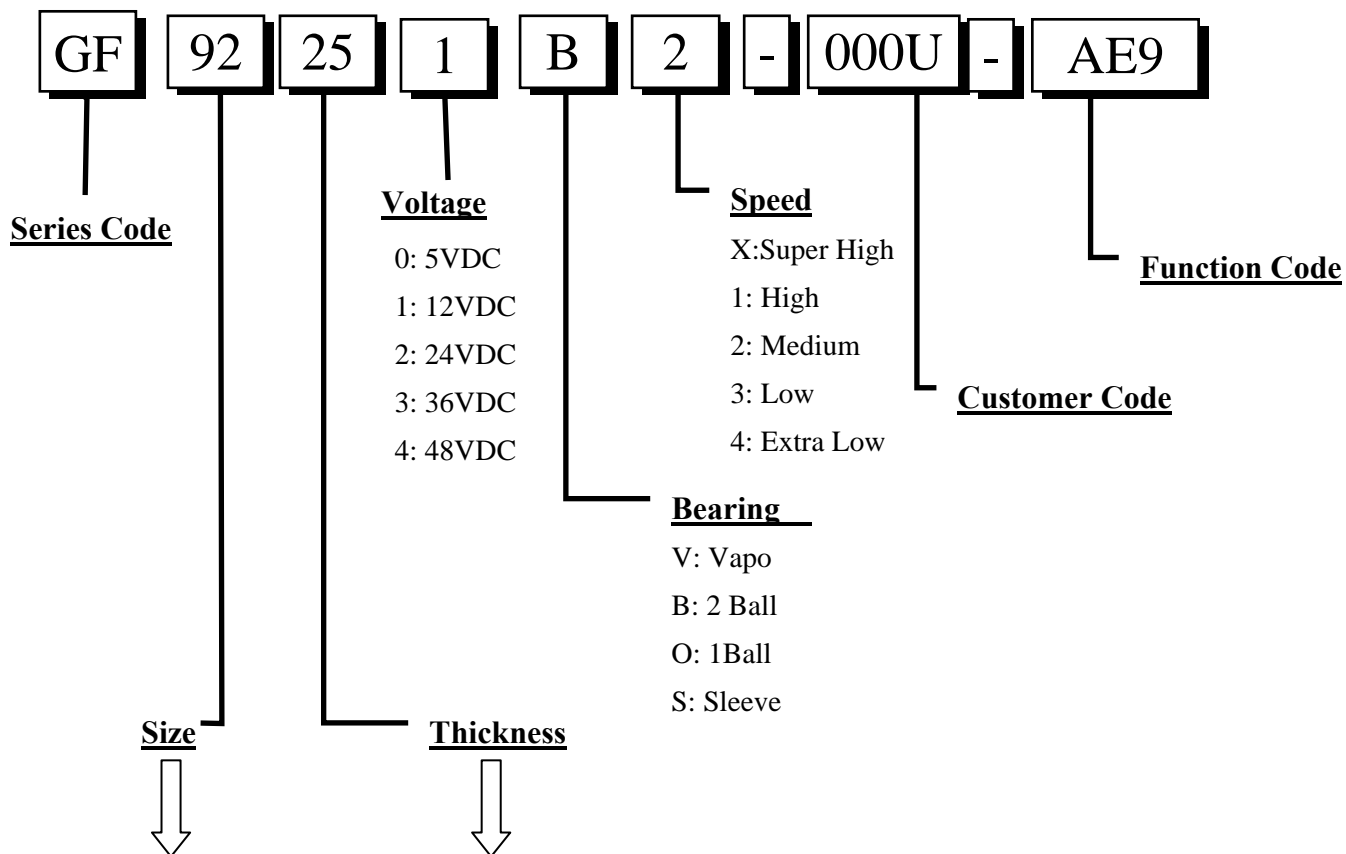 GF 92 25 1 B 2 - 000U - AE9
Series Code
Voltage
0: 5VDC
1: 12VDC
2: 24VDC
3: 36VDC
4: 48VDC
Speed
X:Super High
1: High
2: Medium
3: Low
4: Extra Low
Function Code
Customer Code
Bearing
V: Vapo
B: 2 Ball
O: 1Ball
S: Sleeve
Size
Thickness